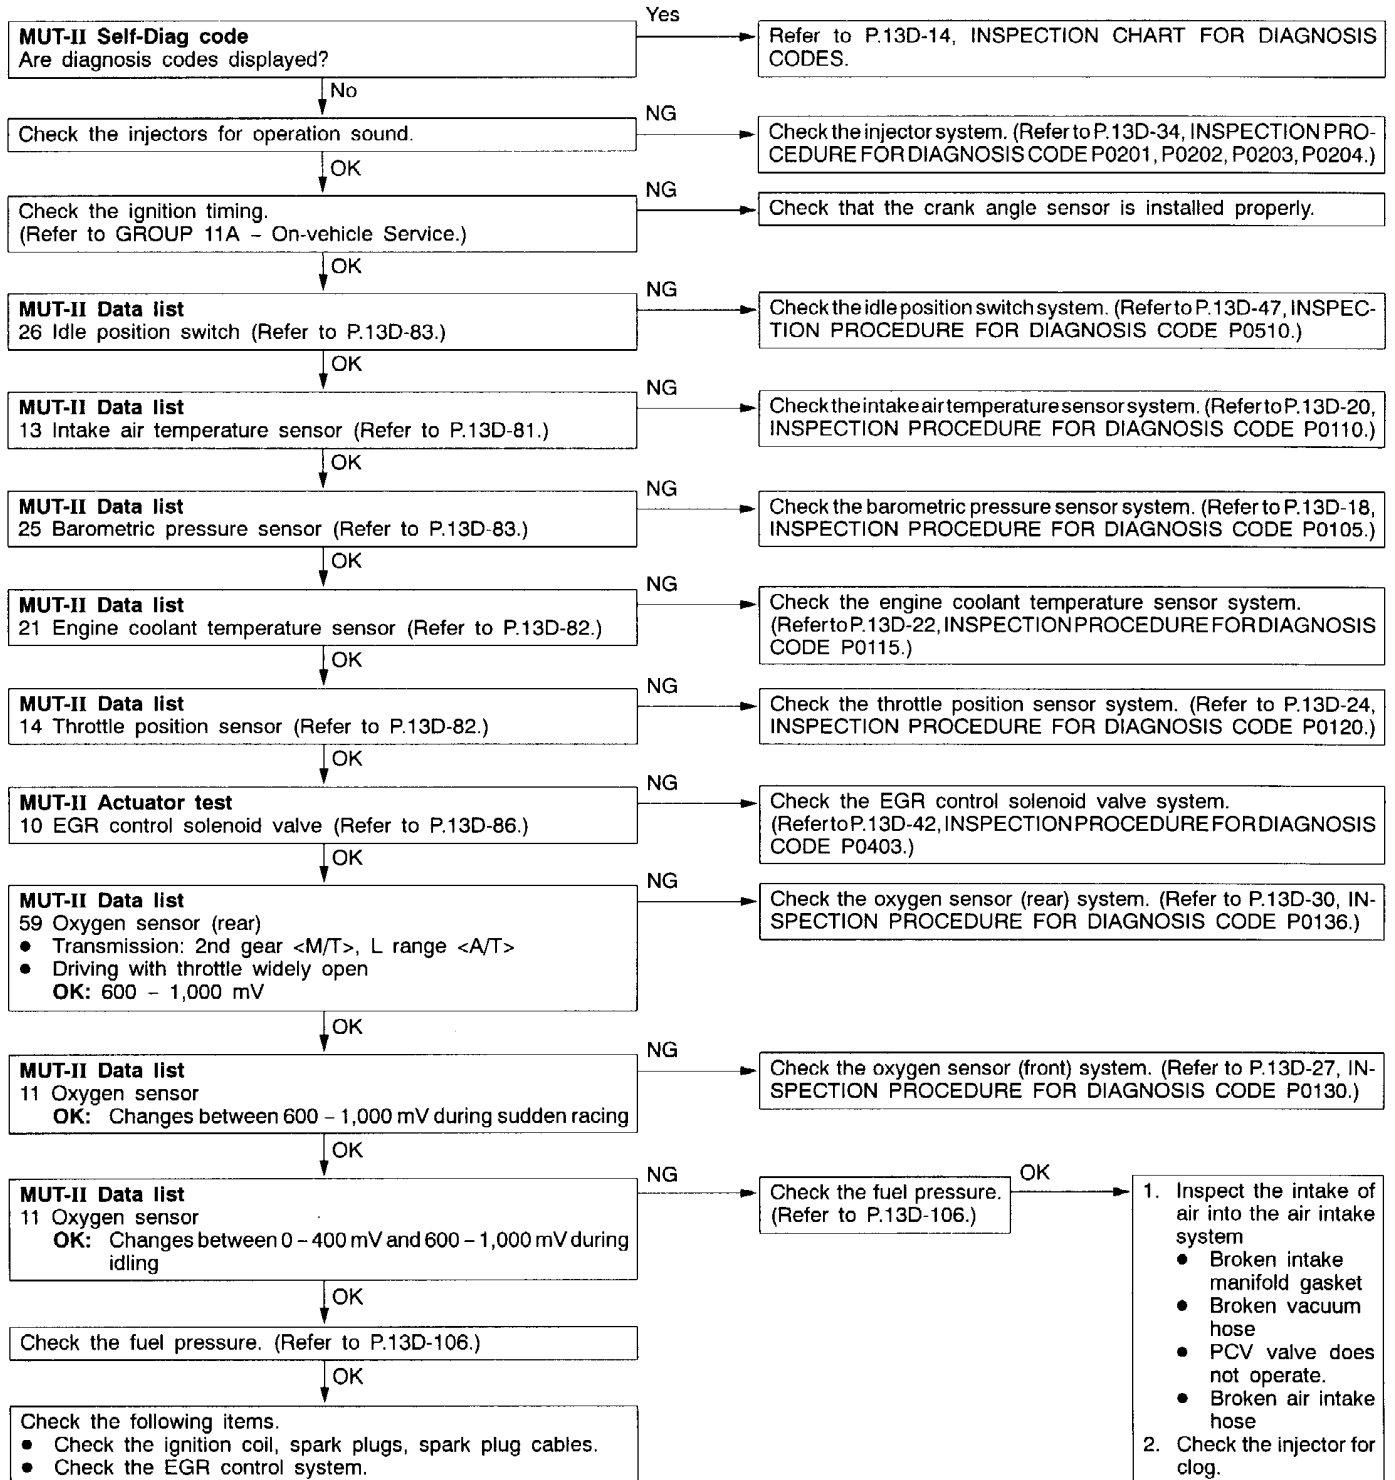 Yes
MUT-II Self-Diag code
Are diagnosis codes displayed?
Refer to P.13D-14, INSPECTION CHART FOR DIAGNOSIS
CODES.
No
NG
Check the injectors for operation sound.
Check the injector system. (Refer to P.13D-34, INSPECTION PRO-
CEDURE FOR DIAGNOSIS CODE P0201, P0202, P0203, P0204.)
OK
NG
Check the ignition timing.
(Refer to GROUP 11A – On-vehicle Service.)
Check that the crank angle sensor is installed properly.
OK
NG
MUT-II Data list
26 Idle position switch (Refer to P.13D-83.)
Check the idle position switch system. (Refer to P.13D-47, INSPEC-
TION PROCEDURE FOR DIAGNOSIS CODE P0510.)
OK
NG
MUT-II Data list
13 Intake air temperature sensor (Refer to P.13D-81.)
Check the intake air temperature sensor system. (Refer to P.13D-20,
INSPECTION PROCEDURE FOR DIAGNOSIS CODE P0110.)
OK
NG
MUT-II Data list
25 Barometric pressure sensor (Refer to P.13D-83.)
Check the barometric pressure sensor system. (Refer to P.13D-18,
INSPECTION PROCEDURE FOR DIAGNOSIS CODE P0105.)
OK
NG
MUT-II Data list
21 Engine coolant temperature sensor (Refer to P.13D-82.)
Check the engine coolant temperature sensor system.
(Refer to P.13D-22, INSPECTION PROCEDURE FOR DIAGNOSIS
CODE P0115.)
OK
NG
MUT-II Data list
14 Throttle position sensor (Refer to P.13D-82.)
Check the throttle position sensor system. (Refer to P.13D-24,
INSPECTION PROCEDURE FOR DIAGNOSIS CODE P0120.)
OK
NG
MUT-II Actuator test
10 EGR control solenoid valve (Refer to P.13D-86.)
Check the EGR control solenoid valve system.
(Refer to P.13D-42, INSPECTION PROCEDURE FOR DIAGNOSIS
CODE P0403.)
OK
NG
MUT-II Data list
59 Oxygen sensor (rear)
● Transmission: 2nd gear <M/T>, L range <A/T>
● Driving with throttle widely open
OK: 600 – 1,000 mV
Check the oxygen sensor (rear) system. (Refer to P.13D-30, IN-
SPECTION PROCEDURE FOR DIAGNOSIS CODE P0136.)
OK
NG
MUT-II Data list
11 Oxygen sensor
OK: Changes between 600 – 1,000 mV during sudden racing
Check the oxygen sensor (front) system. (Refer to P.13D-27, IN-
SPECTION PROCEDURE FOR DIAGNOSIS CODE P0130.)
OK
NG
MUT-II Data list
11 Oxygen sensor
OK: Changes between 0 – 400 mV and 600 – 1,000 mV during
idling
Check the fuel pressure.
(Refer to P.13D-106.)
OK
1. Inspect the intake of
air into the air intake
system
● Broken intake
manifold gasket
● Broken vacuum
hose
● PCV valve does
not operate.
● Broken air intake
hose
2. Check the injector for
clog.
OK
Check the fuel pressure. (Refer to P.13D-106.)
OK
Check the following items.
● Check the ignition coil, spark plugs, spark plug cables.
● Check the EGR control system.